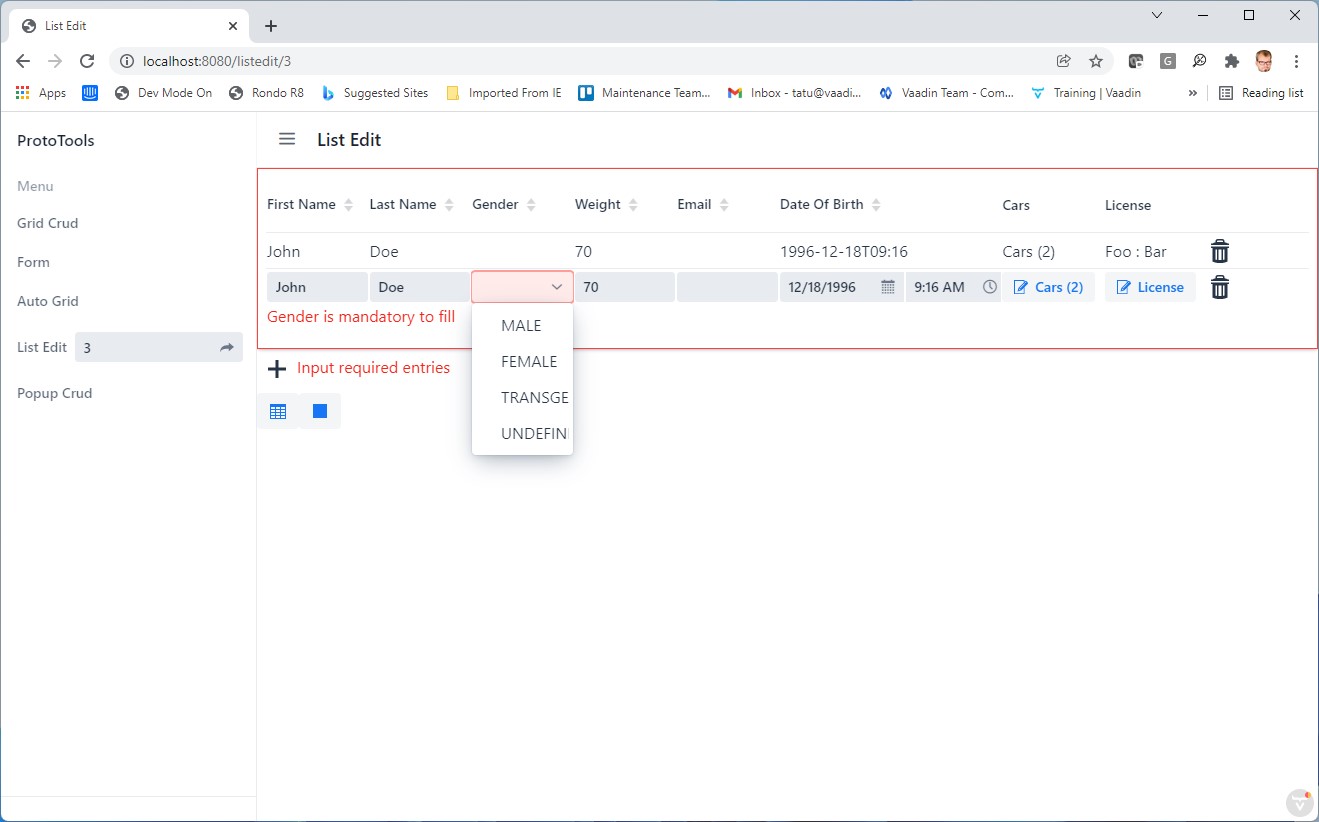 List Edit
localhost:8080/listedit/3
Apps Dev Mode On Rondo R8 Suggested Sites Imported From IE Maintenance Team... Inbox - tatu@vaadi... Vaadin Team - Com... Training | Vaadin » Reading list
ProtoTools
List Edit
Menu
Grid Crud
Form
Auto Grid
List Edit 3
Popup Crud
First Name Last Name Gender Weight Email Date Of Birth Cars License
John Doe 70 1996-12-18T09:16 Cars (2) Foo : Bar
John Doe 70 12/18/1996 9:16 AM Cars (2) License
Gender is mandatory to fill
MALE
FEMALE
TRANSGE
UNDEFIN
Input required entries